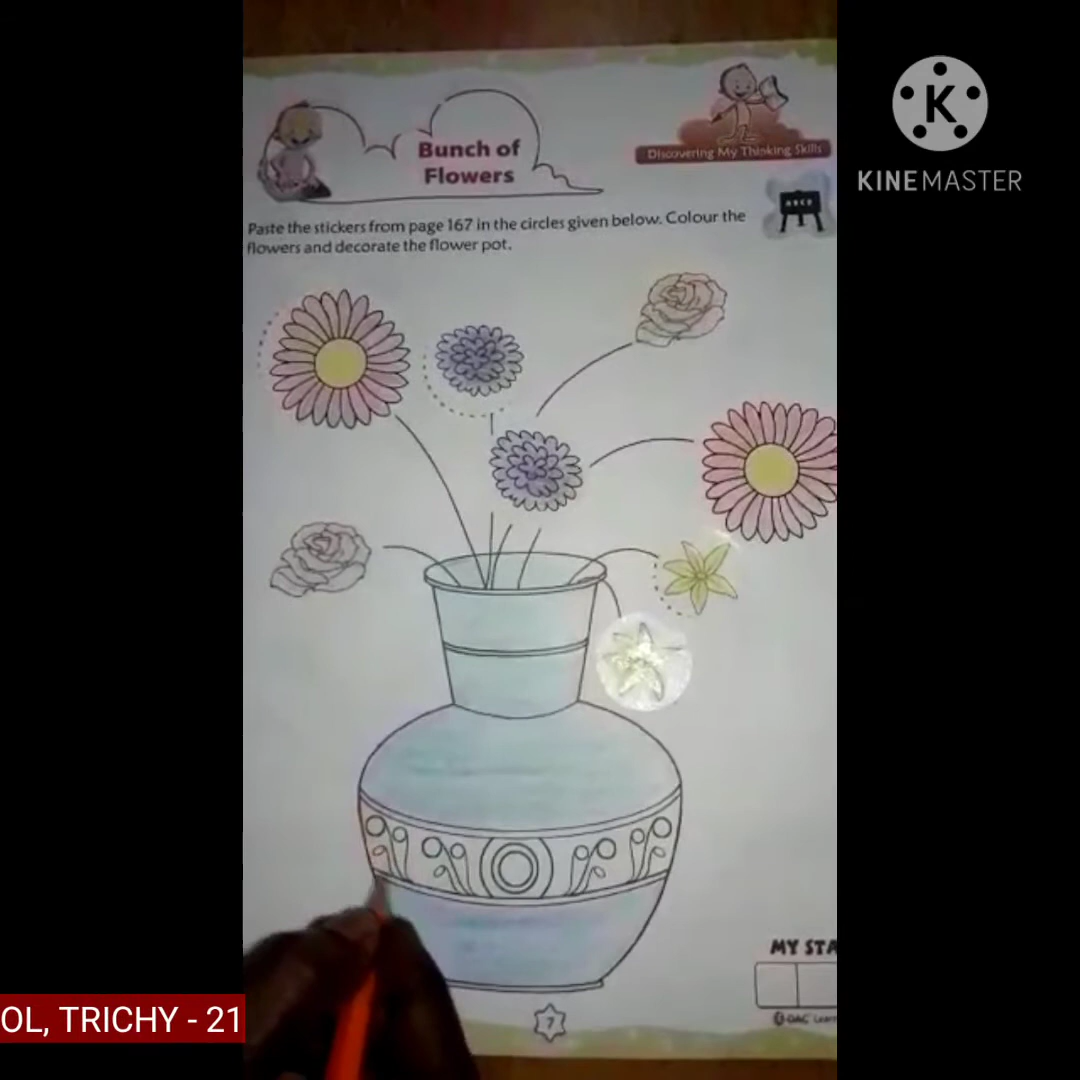 Bunch of
Flowers
Discovering My Thinking Skills
KINEMASTER
Paste the stickers from page 167 in the circles given below. Colour the
flowers and decorate the flower pot.
MY STA
OL, TRICHY - 21
7